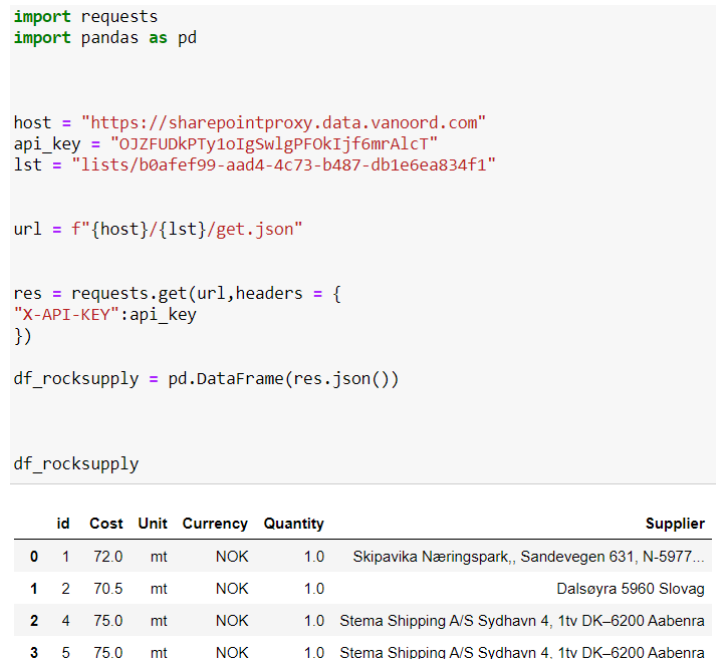 import requests
import pandas as pd
host = "https://sharepointproxy.data.vanoord.com"
api_key = "OJZFUDkPTy1oIgSwlgPFOkIjf6mrAlcT"
lst = "lists/b0afef99-aad4-4c73-b487-db1e6ea834f1"
url = f"{host}/{lst}/get.json"
res = requests.get(url,headers = {
"X-API-KEY":api_key
})
df_rocksupply = pd.DataFrame(res.json())
df_rocksupply
id Cost Unit Currency Quantity Supplier
0 1 72.0 mt NOK 1.0 Skipavika Næringspark,, Sandevegen 631, N-5977...
1 2 70.5 mt NOK 1.0 Dalsøyra 5960 Slovag
2 4 75.0 mt NOK 1.0 Stema Shipping A/S Sydhavn 4, 1tv DK–6200 Aabenra
3 5 75.0 mt NOK 1.0 Stema Shipping A/S Sydhavn 4, 1tv DK–6200 Aabenra